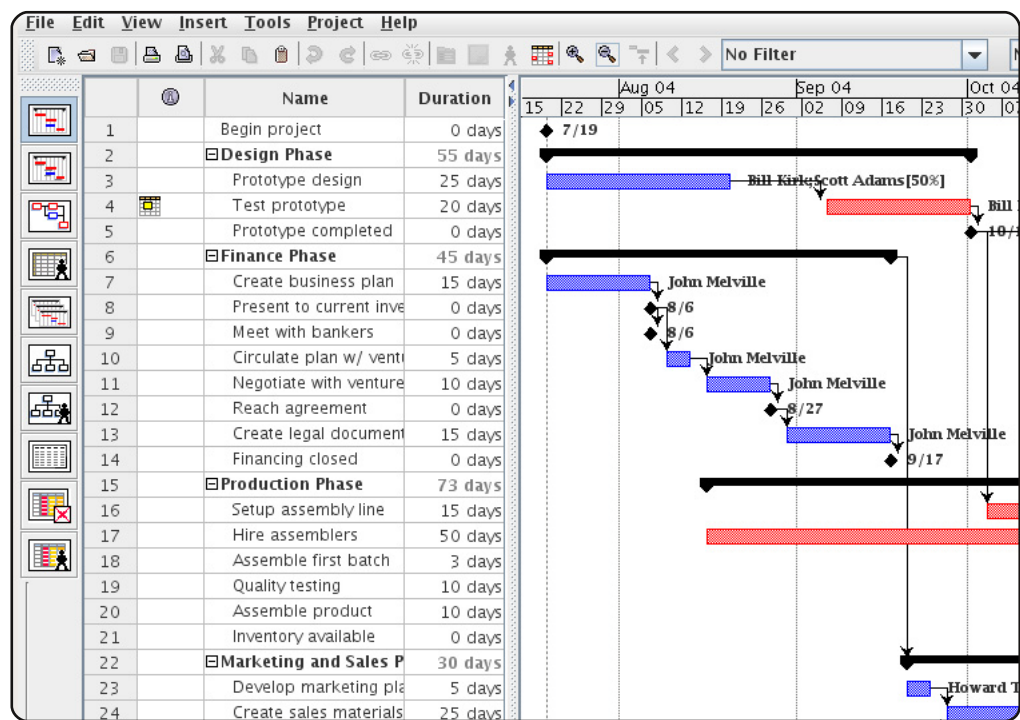 File Edit View Insert Tools Project Help
No Filter
Name Duration Aug 04 Sep 04 Oct 04
15 22 29 05 12 19 26 02 09 16 23 30
1 Begin project 0 days 7/19
2 Design Phase 55 days
3 Prototype design 25 days Bill Kirk;Scott Adams[50%]
4 Test prototype 20 days Bill
5 Prototype completed 0 days 10/1
6 Finance Phase 45 days
7 Create business plan 15 days John Melville
8 Present to current inve 0 days 8/6
9 Meet with bankers 0 days 8/6
10 Circulate plan w/ vent 5 days John Melville
11 Negotiate with venture 10 days John Melville
12 Reach agreement 0 days 8/27
13 Create legal document 15 days John Melville
14 Financing closed 0 days 9/17
15 Production Phase 73 days
16 Setup assembly line 15 days
17 Hire assemblers 50 days
18 Assemble first batch 3 days
19 Quality testing 10 days
20 Assemble product 10 days
21 Inventory available 0 days
22 Marketing and Sales P 30 days
23 Develop marketing pla 5 days Howard T
24 Create sales materials 25 days